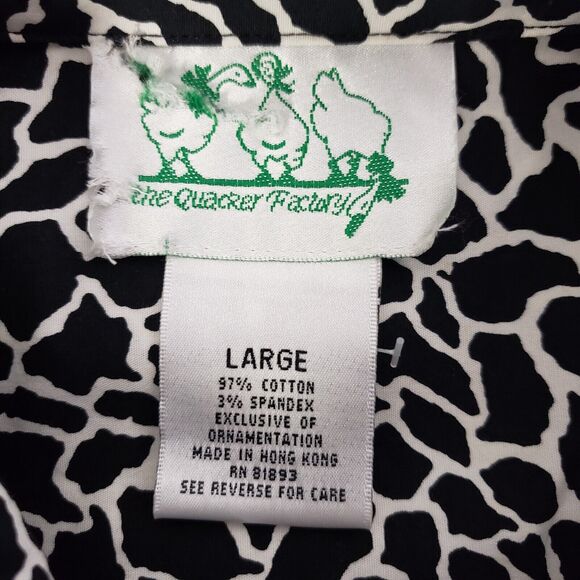 the Quacker Factory
LARGE
97% COTTON
3% SPANDEX
EXCLUSIVE OF
ORNAMENTATION
MADE IN HONG KONG
RN 81893
SEE REVERSE FOR CARE